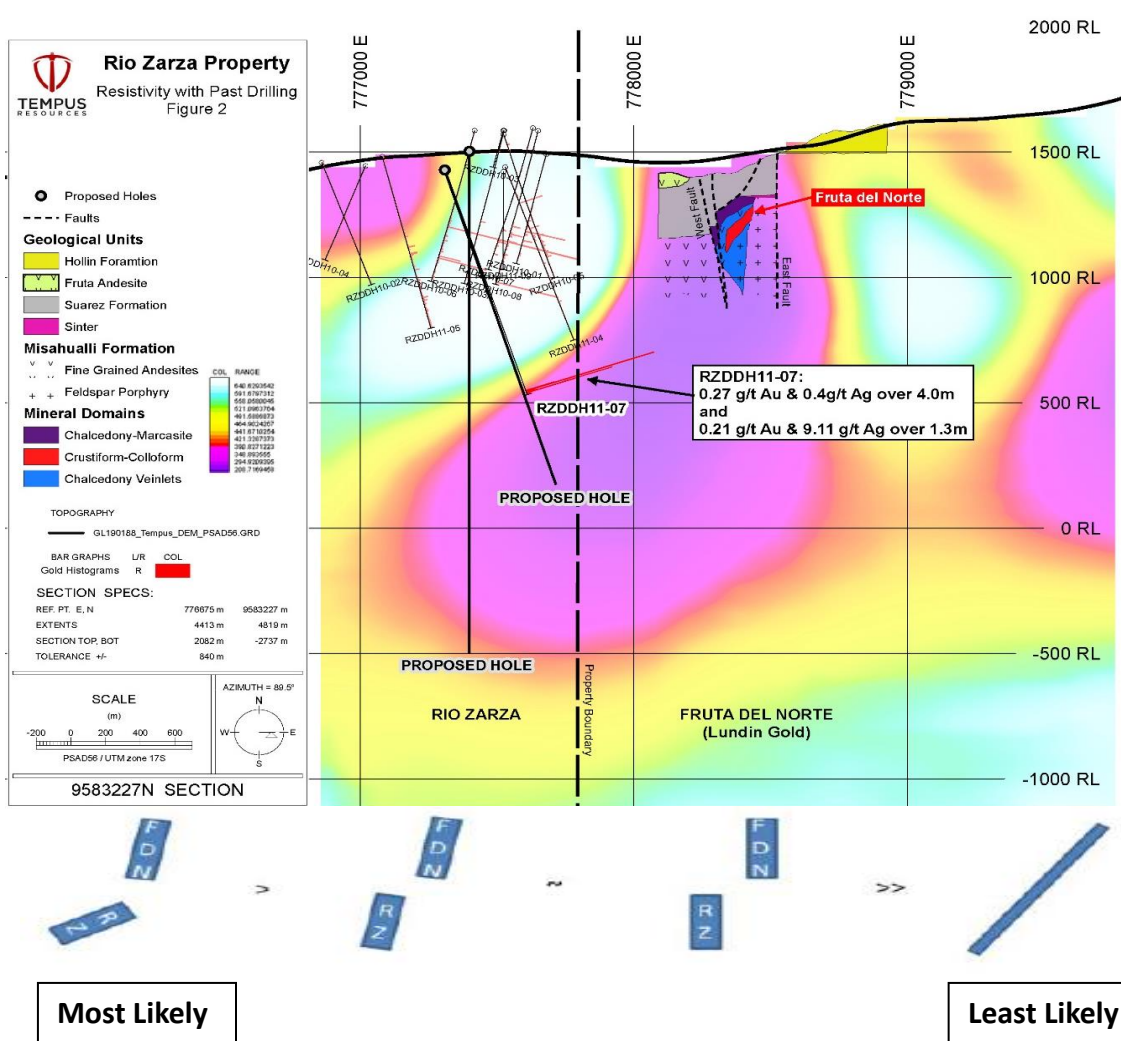 TEMPUS
RESOURCES
Rio Zarza Property
Resistivity with Past Drilling
Figure 2
Proposed Holes
Faults
Geological Units
Hollin Foramtion
Fruta Andesite
Suarez Formation
Sinter
Misahualli Formation
Fine Grained Andesites
Feldspar Porphyry
Mineral Domains
Chalcedony-Marcasite
Crustiform-Colloform
Chalcedony Veinlets
COL RANGE
TOPOGRAPHY
GL190188_Tempus_DEM_PSAD56.GRD
BAR GRAPHS L/R COL
Gold Histograms R
SECTION SPECS:
REF. PT. E, N 776675 m 9583227 m
EXTENTS 4413 m 4819 m
SECTION TOP, BOT 2082 m -2737 m
TOLERANCE +/- 840 m
SCALE
(m)
-200 0 200 400 600
PSAD56 / UTM zone 17S
AZIMUTH = 89.5°
N
W E
S
9583227N SECTION
777000 E
778000 E
779000 E
2000 RL
1500 RL
1000 RL
500 RL
0 RL
-500 RL
-1000 RL
RZDDH10-03
DH10-04
RZDDH10-02
RZDDH10-06
RZDDH10-01
RZDDH10-08
RZDDH11-05
RZDDH11-04
West Fault
East Fault
Fruta del Norte
RZDDH11-07
RZDDH11-07:
0.27 g/t Au & 0.4g/t Ag over 4.0m
and
0.21 g/t Au & 9.11 g/t Ag over 1.3m
PROPOSED HOLE
PROPOSED HOLE
Property Boundary
RIO ZARZA
FRUTA DEL NORTE
(Lundin Gold)
FDN
RZ
>
FDN
RZ
~
FDN
RZ
>>
Most Likely
Least Likely